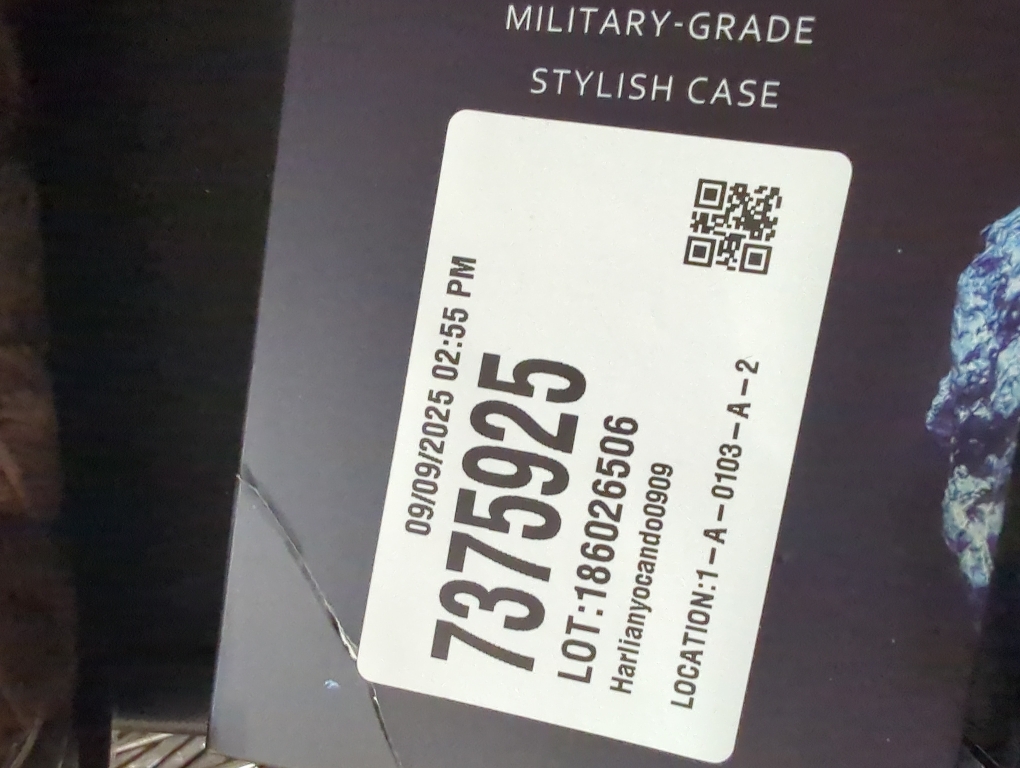 MILITARY-GRADE
STYLISH CASE
09/09/2025 02:55 PM
7375925
LOT:186026506
Harlianyocando0909
LOCATION:1-A-0103-A-2